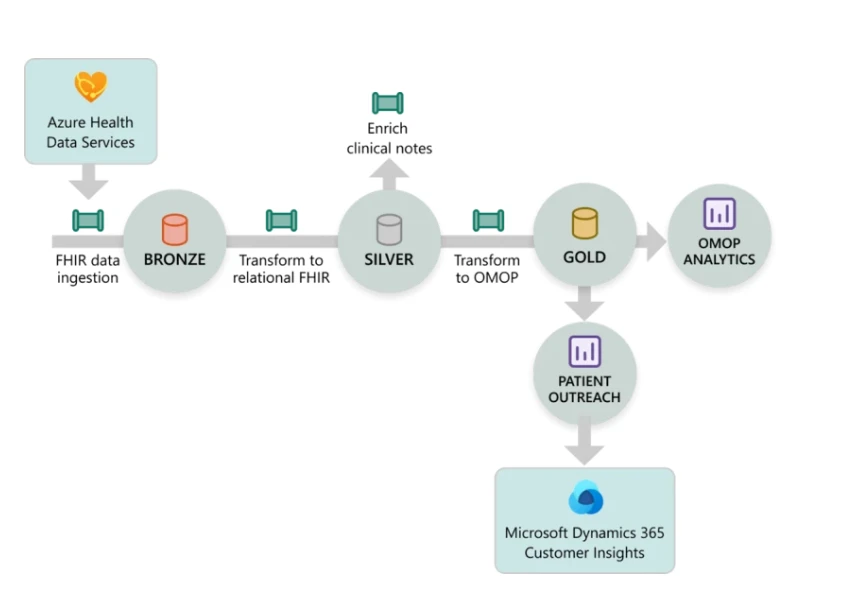 Azure Health
Data Services
Enrich
clinical notes
FHIR data
ingestion
BRONZE
Transform to
relational FHIR
SILVER
Transform
to OMOP
GOLD
OMOP
ANALYTICS
PATIENT
OUTREACH
Microsoft Dynamics 365
Customer Insights